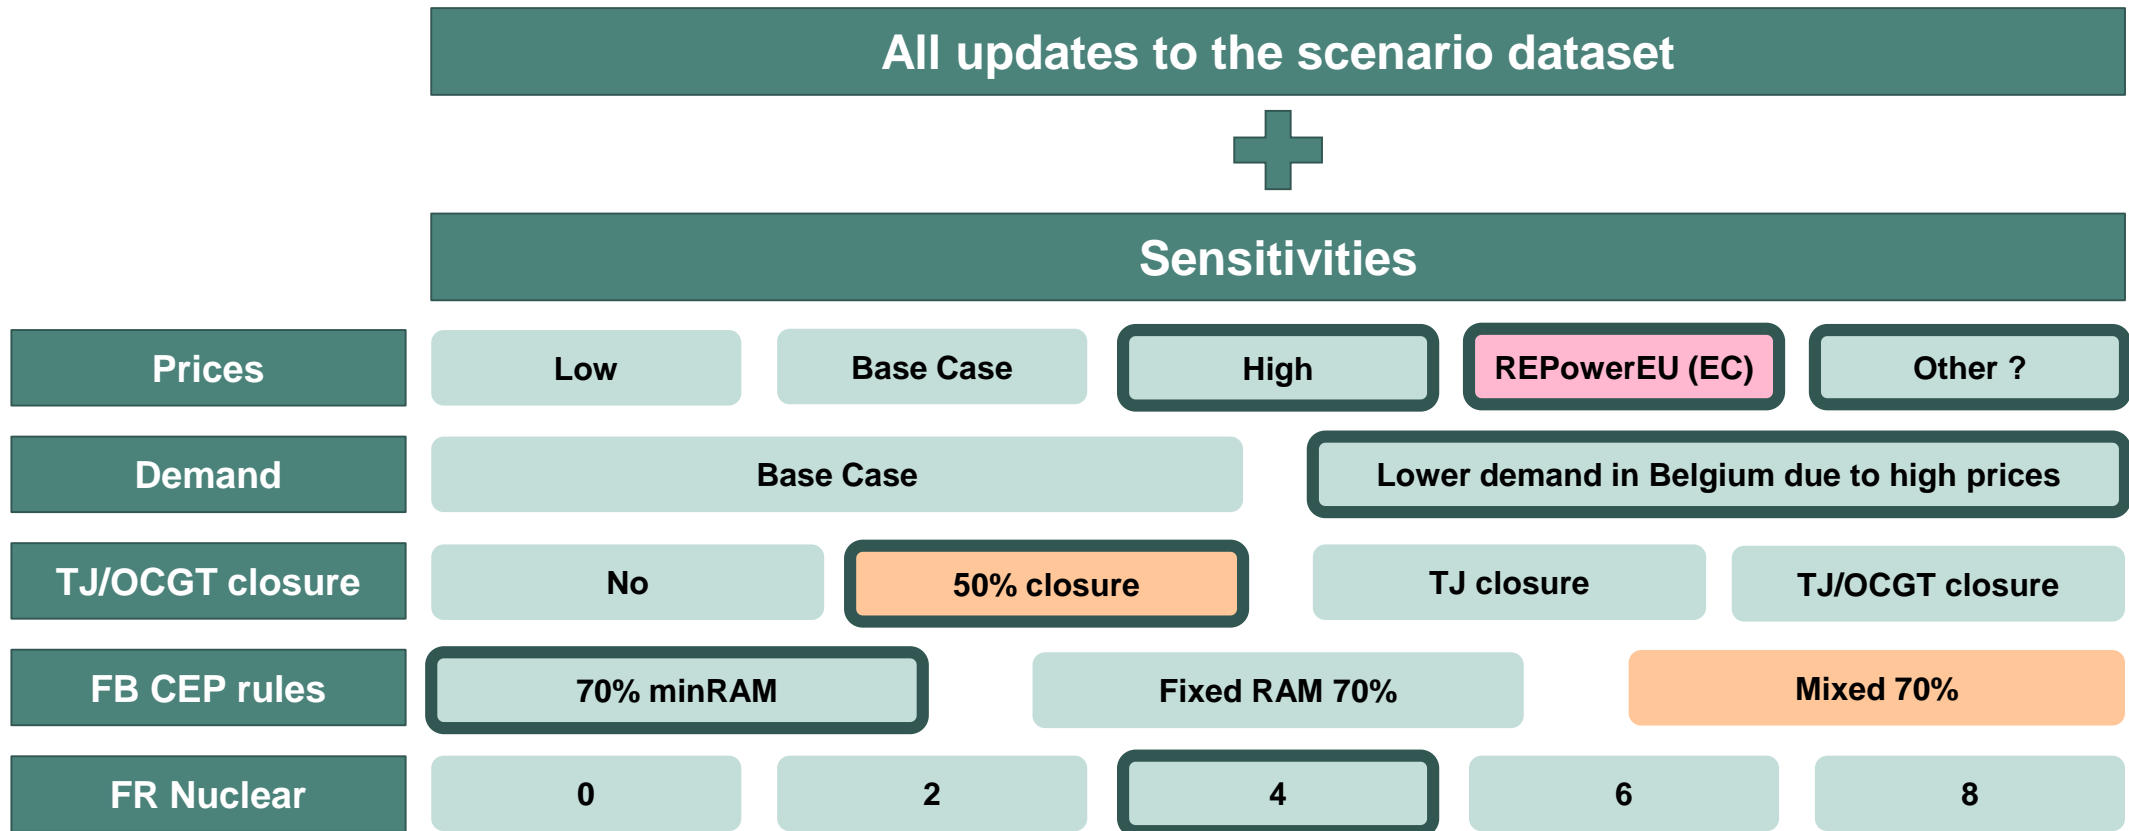 All updates to the scenario dataset
Sensitivities
Prices
Low
Base Case
High
REPowerEU (EC)
Other ?
Demand
Base Case
Lower demand in Belgium due to high prices
TJ/OCGT closure
No
50% closure
TJ closure
TJ/OCGT closure
FB CEP rules
70% minRAM
Fixed RAM 70%
Mixed 70%
FR Nuclear
0
2
4
6
8